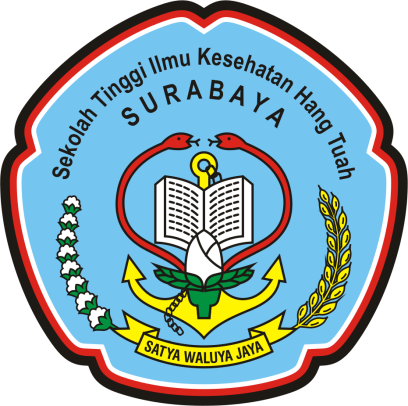 Sekolah Tinggi Ilmu Kesehatan Hang Tuah
SURABAYA
SATYA WALUYA JAYA